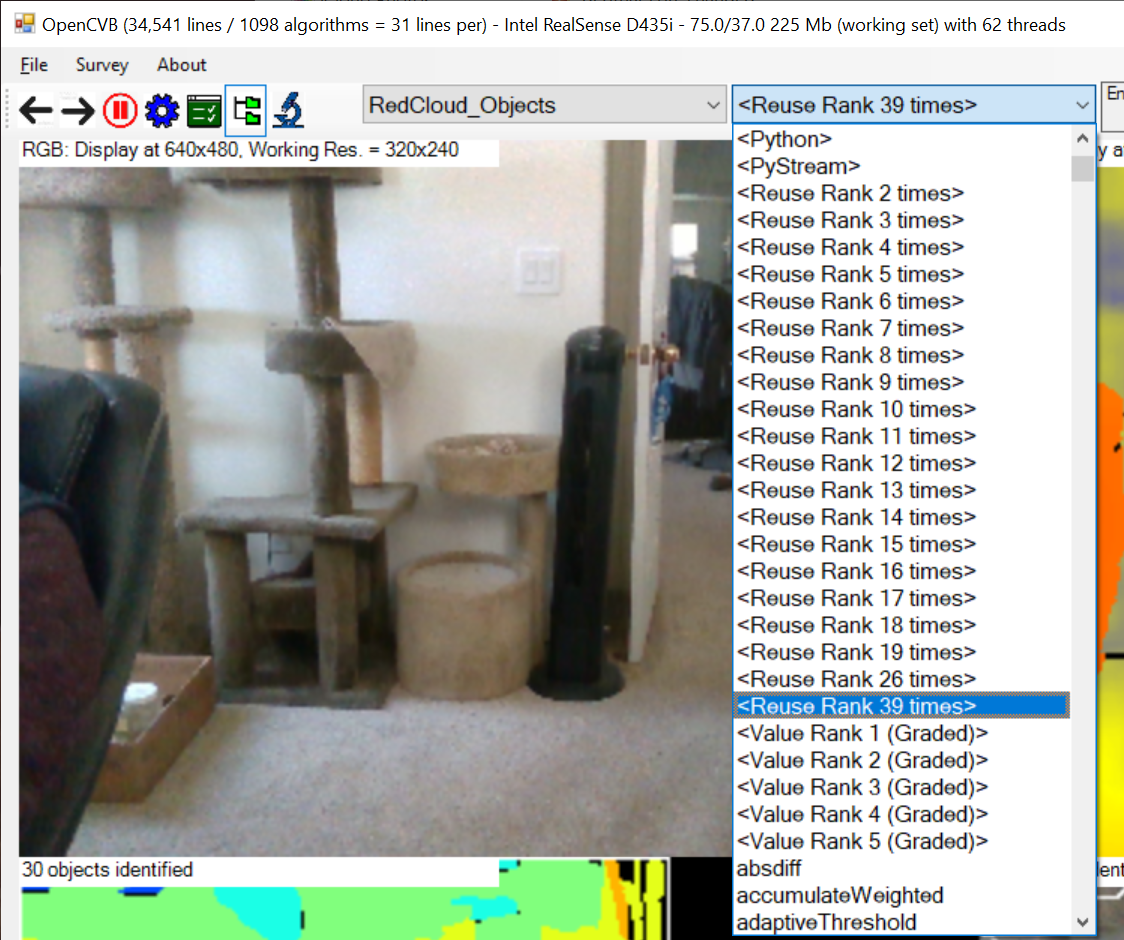 OpenCVB (34,541 lines / 1098 algorithms = 31 lines per) - Intel RealSense D435i - 75.0/37.0 225 Mb (working set) with 62 threads
File Survey About
RedCloud_Objects
<Reuse Rank 39 times>
En
RGB: Display at 640x480, Working Res. = 320x240
y a
<Python>
<PyStream>
<Reuse Rank 2 times>
<Reuse Rank 3 times>
<Reuse Rank 4 times>
<Reuse Rank 5 times>
<Reuse Rank 6 times>
<Reuse Rank 7 times>
<Reuse Rank 8 times>
<Reuse Rank 9 times>
<Reuse Rank 10 times>
<Reuse Rank 11 times>
<Reuse Rank 12 times>
<Reuse Rank 13 times>
<Reuse Rank 14 times>
<Reuse Rank 15 times>
<Reuse Rank 16 times>
<Reuse Rank 17 times>
<Reuse Rank 18 times>
<Reuse Rank 19 times>
<Reuse Rank 26 times>
<Reuse Rank 39 times>
<Value Rank 1 (Graded)>
<Value Rank 2 (Graded)>
<Value Rank 3 (Graded)>
<Value Rank 4 (Graded)>
<Value Rank 5 (Graded)>
absdiff
accumulateWeighted
adaptiveThreshold
30 objects identified